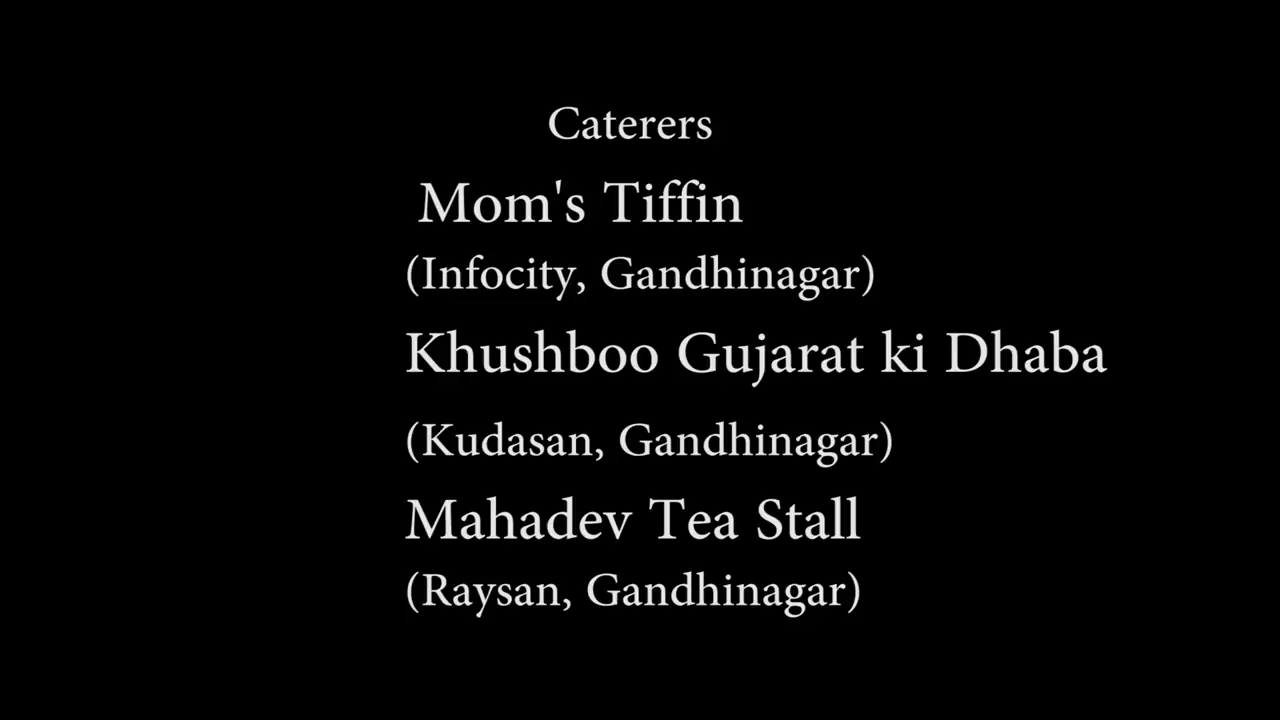 Caterers
Mom's Tiffin
(Infocity, Gandhinagar)
Khushboo Gujarat ki Dhaba
(Kudasan, Gandhinagar)
Mahadev Tea Stall
(Raysan, Gandhinagar)